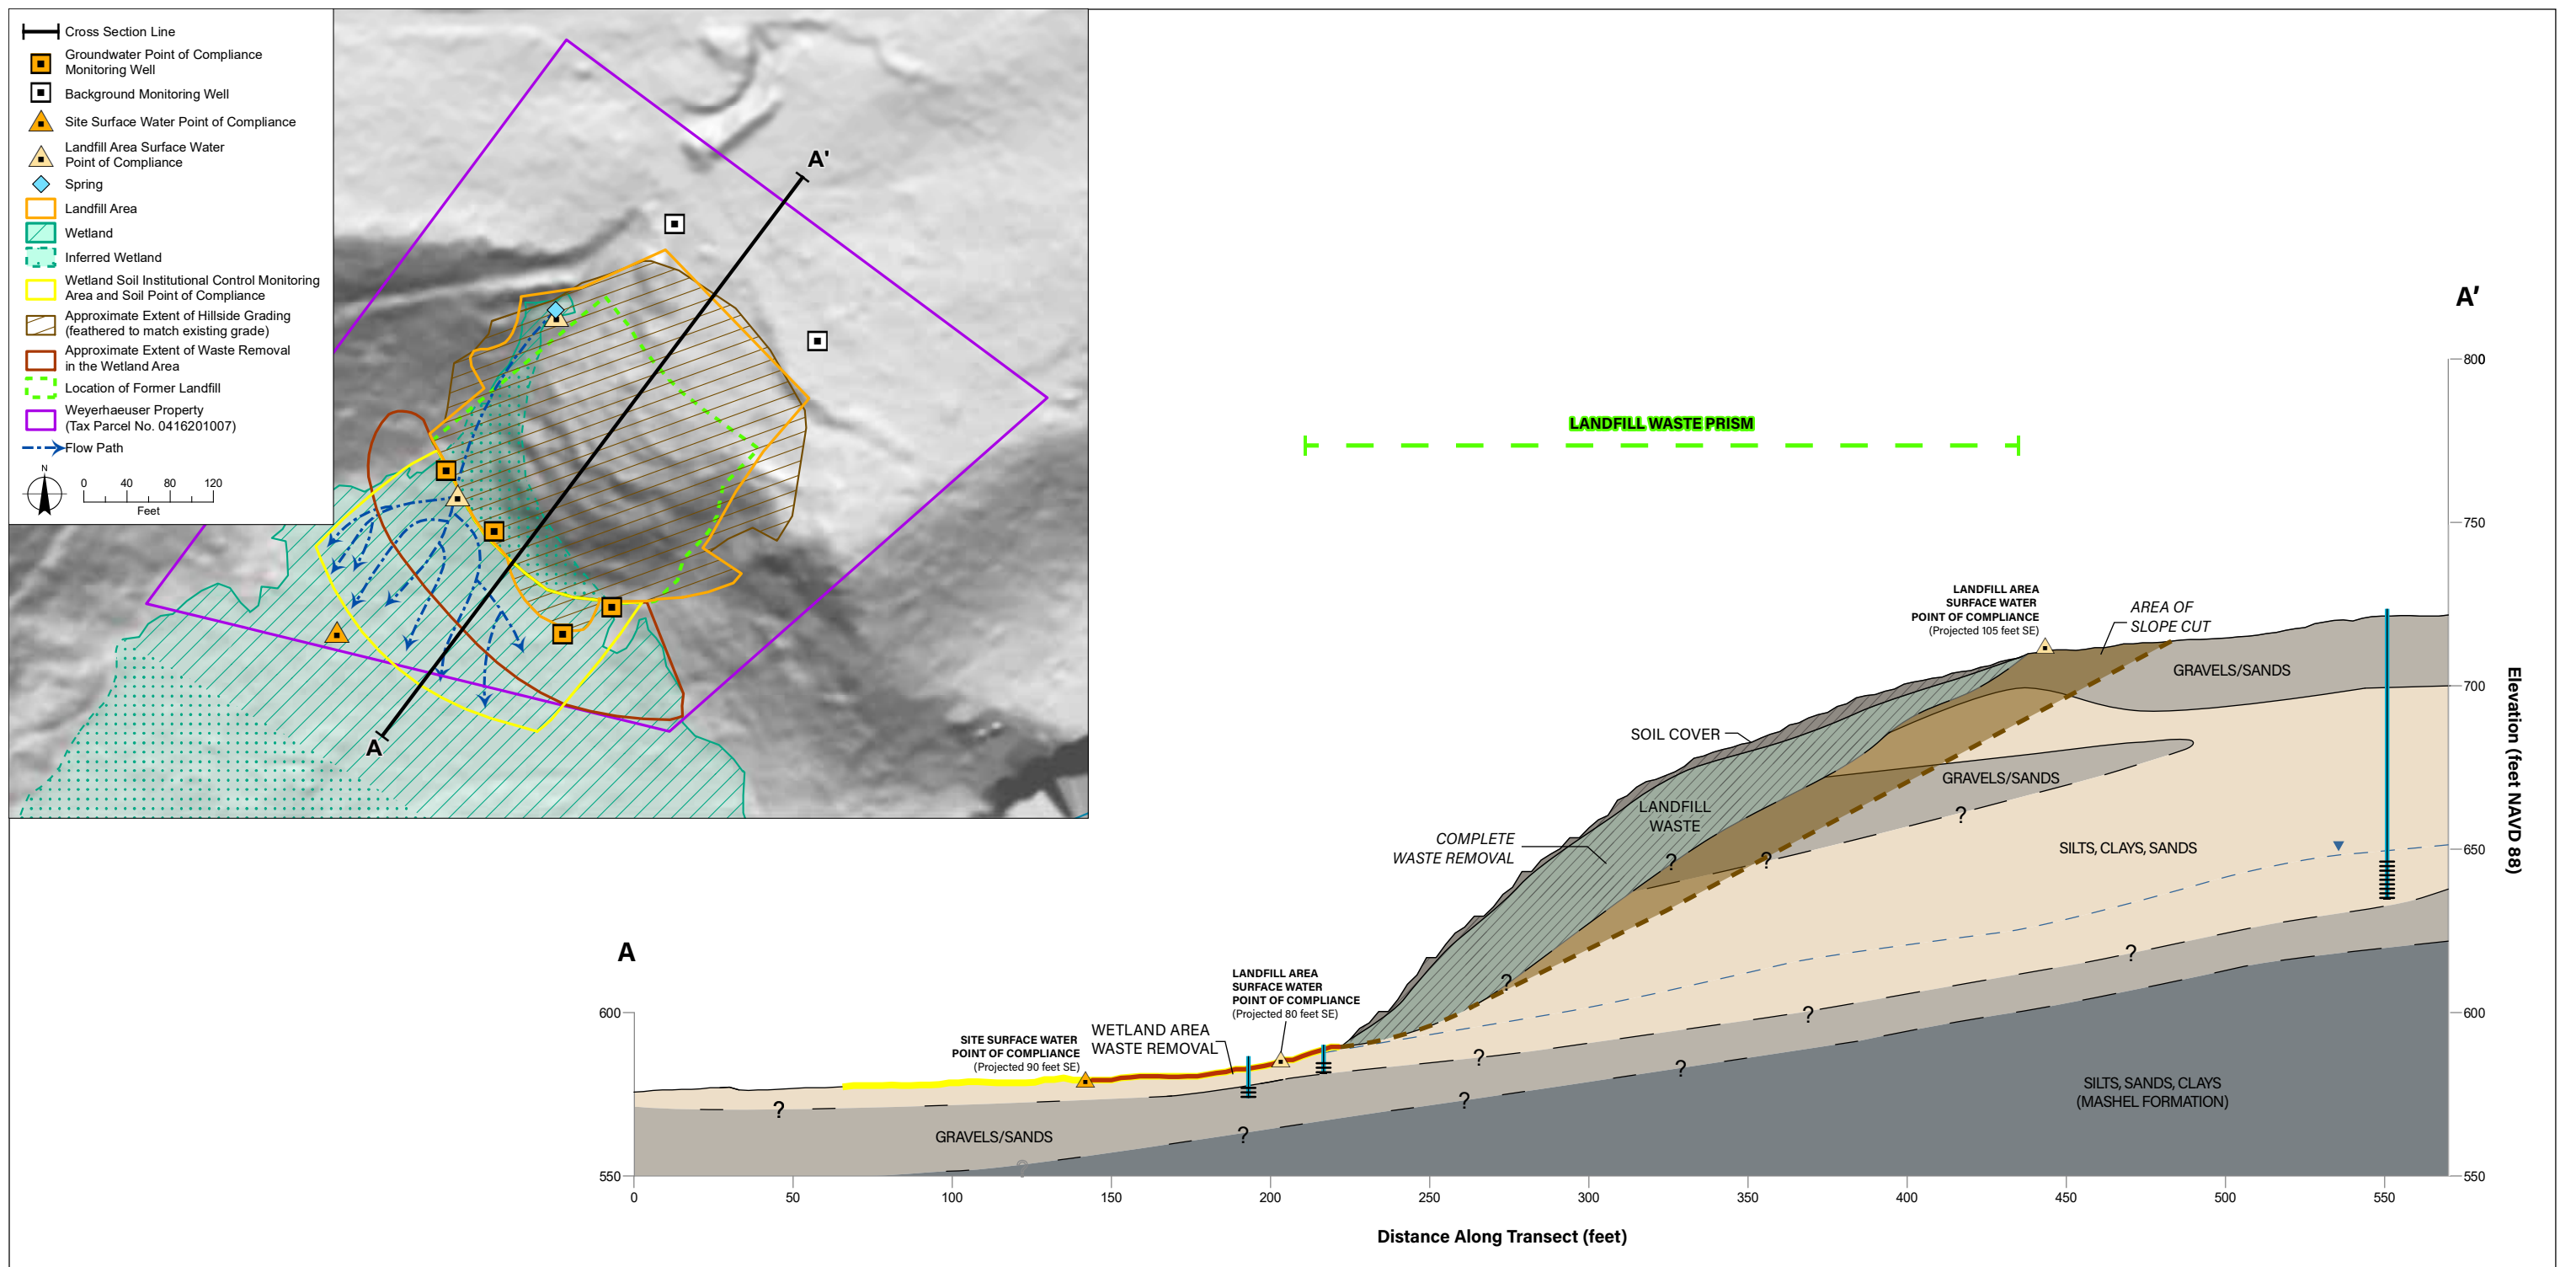 Cross Section Line
Groundwater Point of Compliance
Monitoring Well
Background Monitoring Well
Site Surface Water Point of Compliance
Landfill Area Surface Water
Point of Compliance
Spring
Landfill Area
Wetland
Inferred Wetland
Wetland Soil Institutional Control Monitoring
Area and Soil Point of Compliance
Approximate Extent of Hillside Grading
(feathered to match existing grade)
Approximate Extent of Waste Removal
in the Wetland Area
Location of Former Landfill
Weyerhaeuser Property
(Tax Parcel No. 0416201007)
Flow Path
N
0 40 80 120
Feet
A'
A
A'
800
LANDFILL WASTE PRISM
750
LANDFILL AREA
SURFACE WATER
POINT OF COMPLIANCE
(Projected 105 feet SE)
AREA OF
SLOPE CUT
GRAVELS/SANDS
700
Elevation (feet NAVD 88)
SOIL COVER
GRAVELS/SANDS
LANDFILL
WASTE
?
COMPLETE
WASTE REMOVAL
SILTS, CLAYS, SANDS
650
? ?
A
?
?
LANDFILL AREA
SURFACE WATER
POINT OF COMPLIANCE
(Projected 80 feet SE)
600
600
?
WETLAND AREA
WASTE REMOVAL
SITE SURFACE WATER
POINT OF COMPLIANCE
(Projected 90 feet SE)
?
?
SILTS, SANDS, CLAYS
(MASHEL FORMATION)
?
?
GRAVELS/SANDS
?
?
550
550
0 50 100 150 200 250 300 350 400 450 500 550
Distance Along Transect (feet)